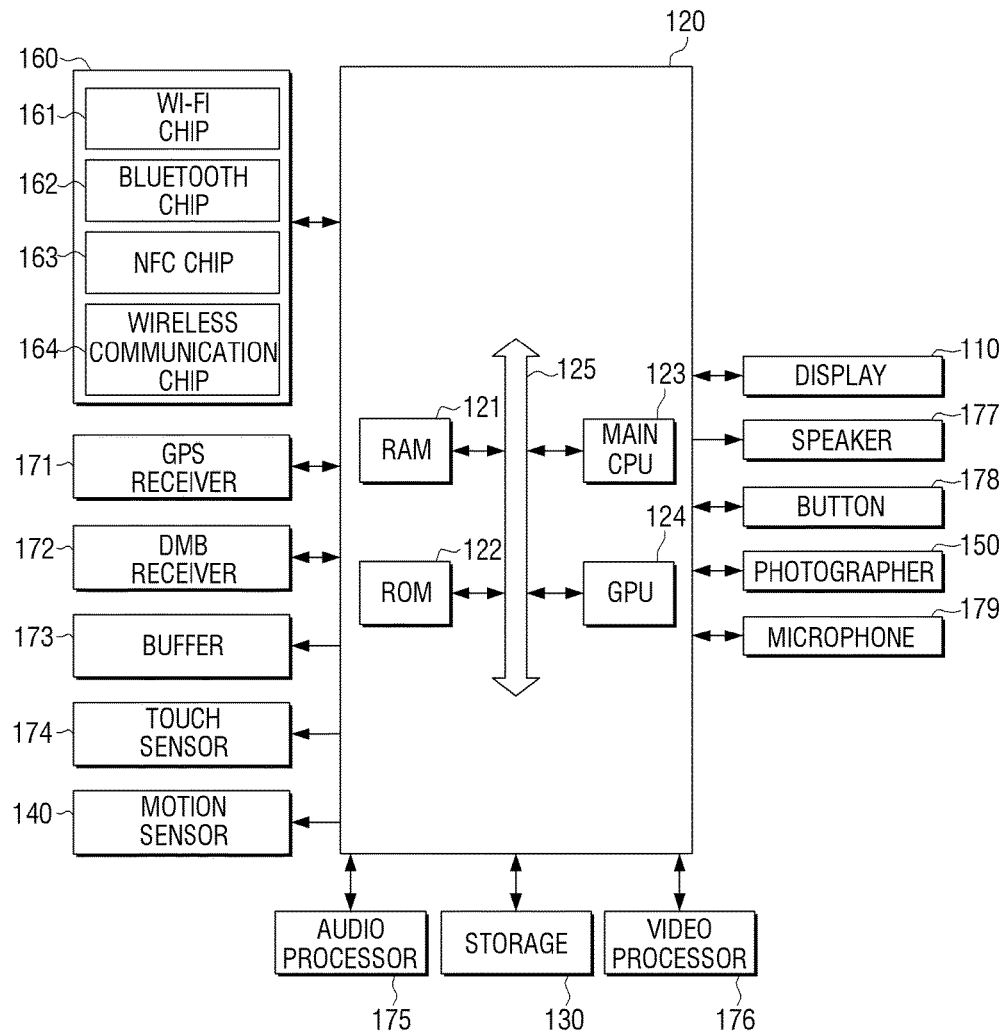 120
160
161
WI-FI
CHIP
162
BLUETOOTH
CHIP
163
NFC CHIP
164
WIRELESS
COMMUNICATION
CHIP
171
GPS
RECEIVER
172
DMB
RECEIVER
173
BUFFER
174
TOUCH
SENSOR
140
MOTION
SENSOR
125
121
RAM
122
ROM
123
MAIN
CPU
124
GPU
110
DISPLAY
177
SPEAKER
178
BUTTON
150
PHOTOGRAPHER
179
MICROPHONE
AUDIO
PROCESSOR
175
STORAGE
130
VIDEO
PROCESSOR
176